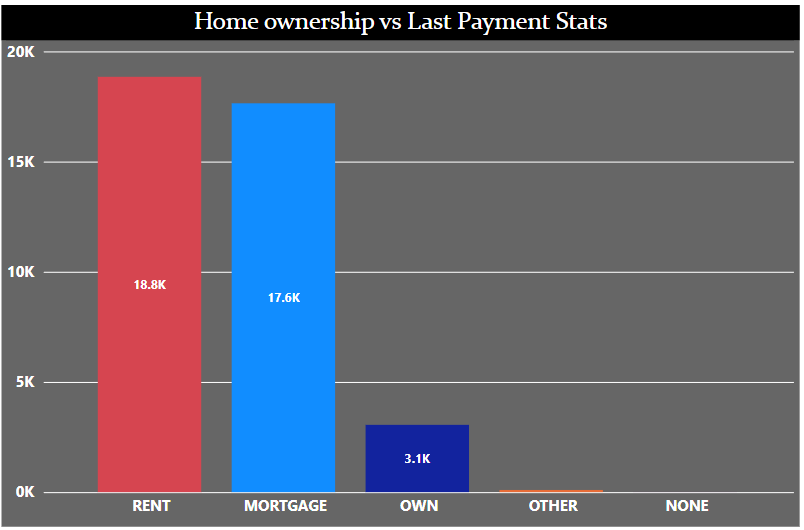 Home ownership vs Last Payment Stats
20K
15K
10K
5K
0K
18.8K
17.6K
3.1K
RENT MORTGAGE OWN OTHER NONE